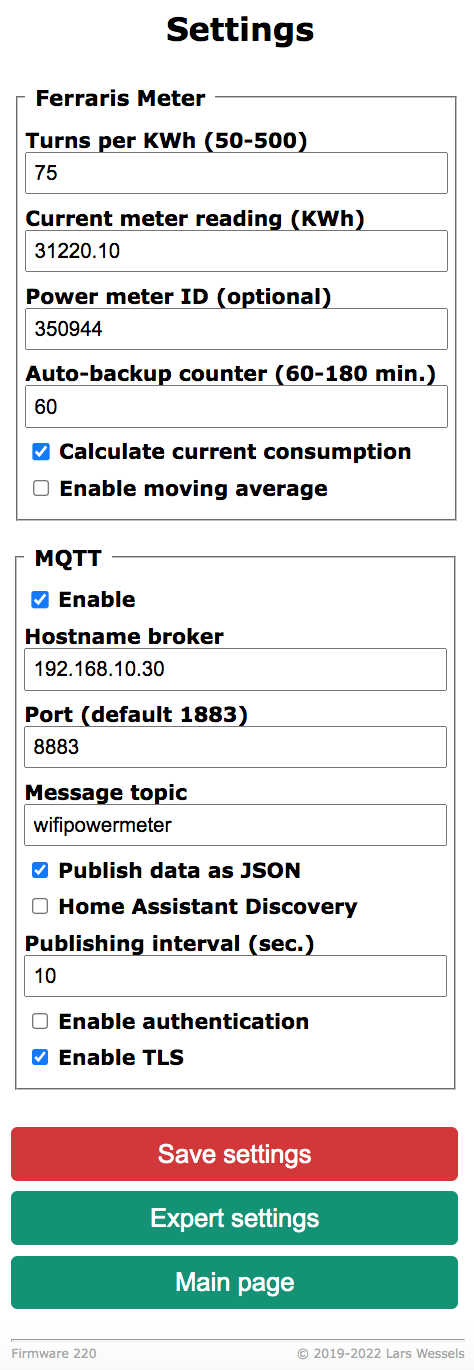 Settings
Ferraris Meter
Turns per KWh (50-500)
75
Current meter reading (KWh)
31220.10
Power meter ID (optional)
350944
Auto-backup counter (60-180 min.)
60
Calculate current consumption
Enable moving average
MQTT
Enable
Hostname broker
192.168.10.30
Port (default 1883)
8883
Message topic
wifipowermeter
Publish data as JSON
Home Assistant Discovery
Publishing interval (sec.)
10
Enable authentication
Enable TLS
Save settings
Expert settings
Main page
Firmware 220 © 2019-2022 Lars Wessels